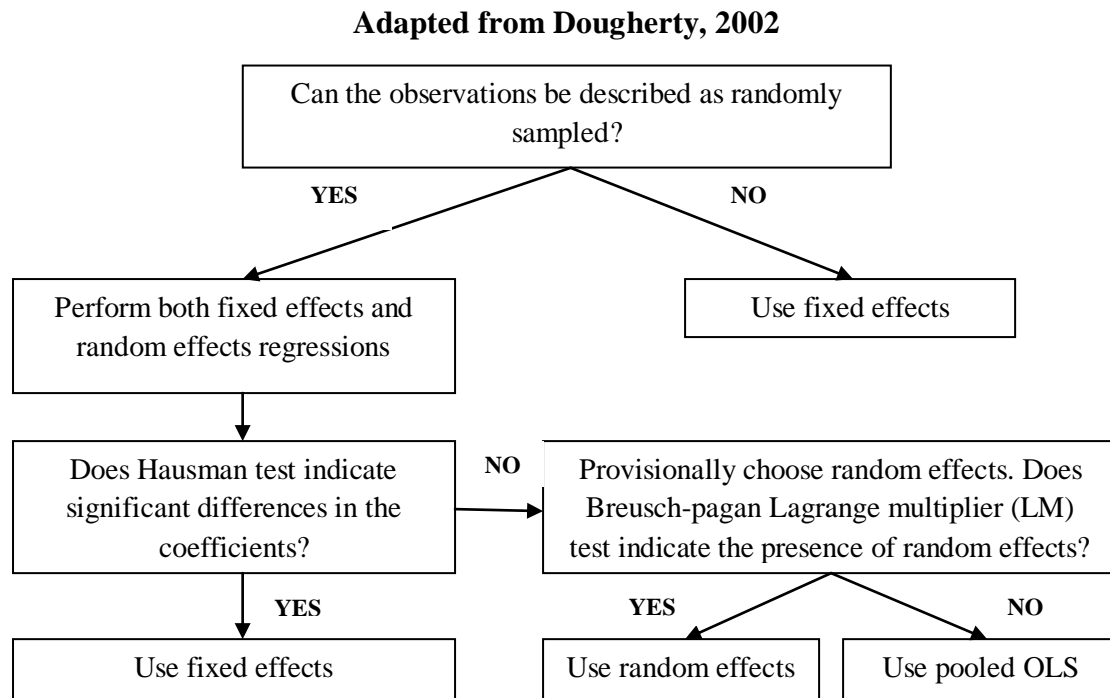 Adapted from Dougherty, 2002
Can the observations be described as randomly
sampled?
YES
NO
Perform both fixed effects and
random effects regressions
Use fixed effects
Does Hausman test indicate
significant differences in the
coefficients?
NO
Provisionally choose random effects. Does
Breusch-pagan Lagrange multiplier (LM)
test indicate the presence of random effects?
YES
YES
NO
Use fixed effects
Use random effects
Use pooled OLS